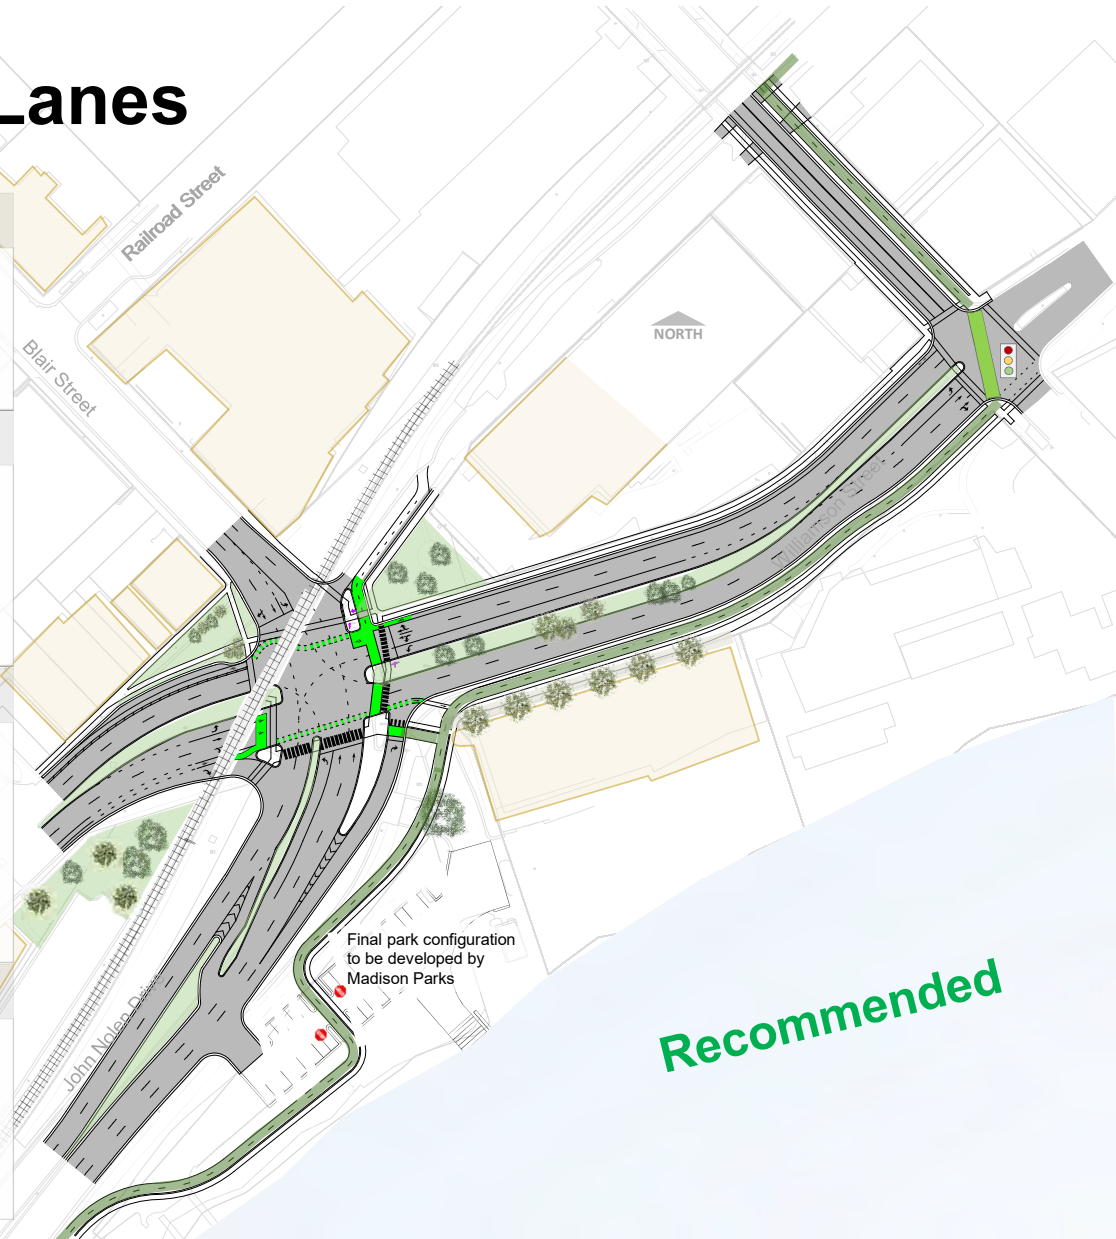 Lanes
Railroad Street
Blair Street
NORTH
Williamson Street
Final park configuration
to be developed by
Madison Parks
John Nolen Drive
Recommended